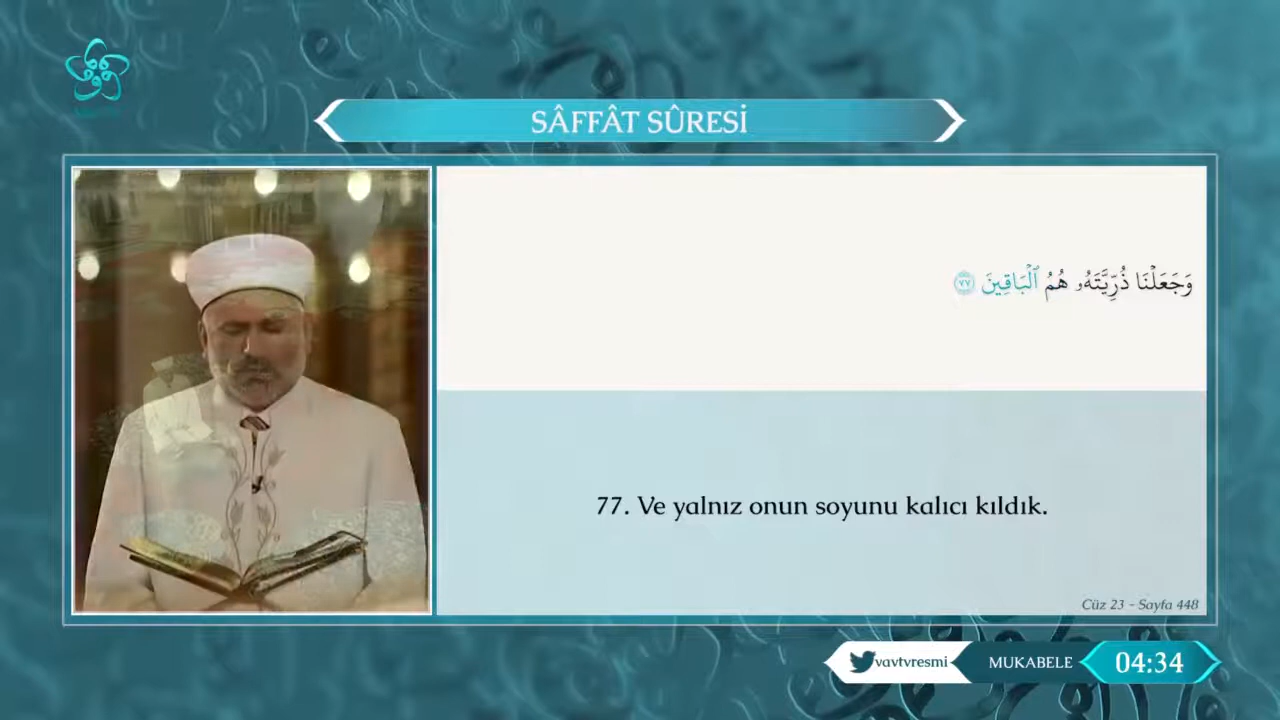 SÂFFÂT SÛRESİ
وَجَعَلْنَا ذُرِّيَّتَهُۥ هُمُ ٱلْبَاقِينَ ٧٧
77. Ve yalnız onun soyunu kalıcı kıldık.
Cüz 23 - Sayfa 448
vavtvresmi
MUKABELE
04:34